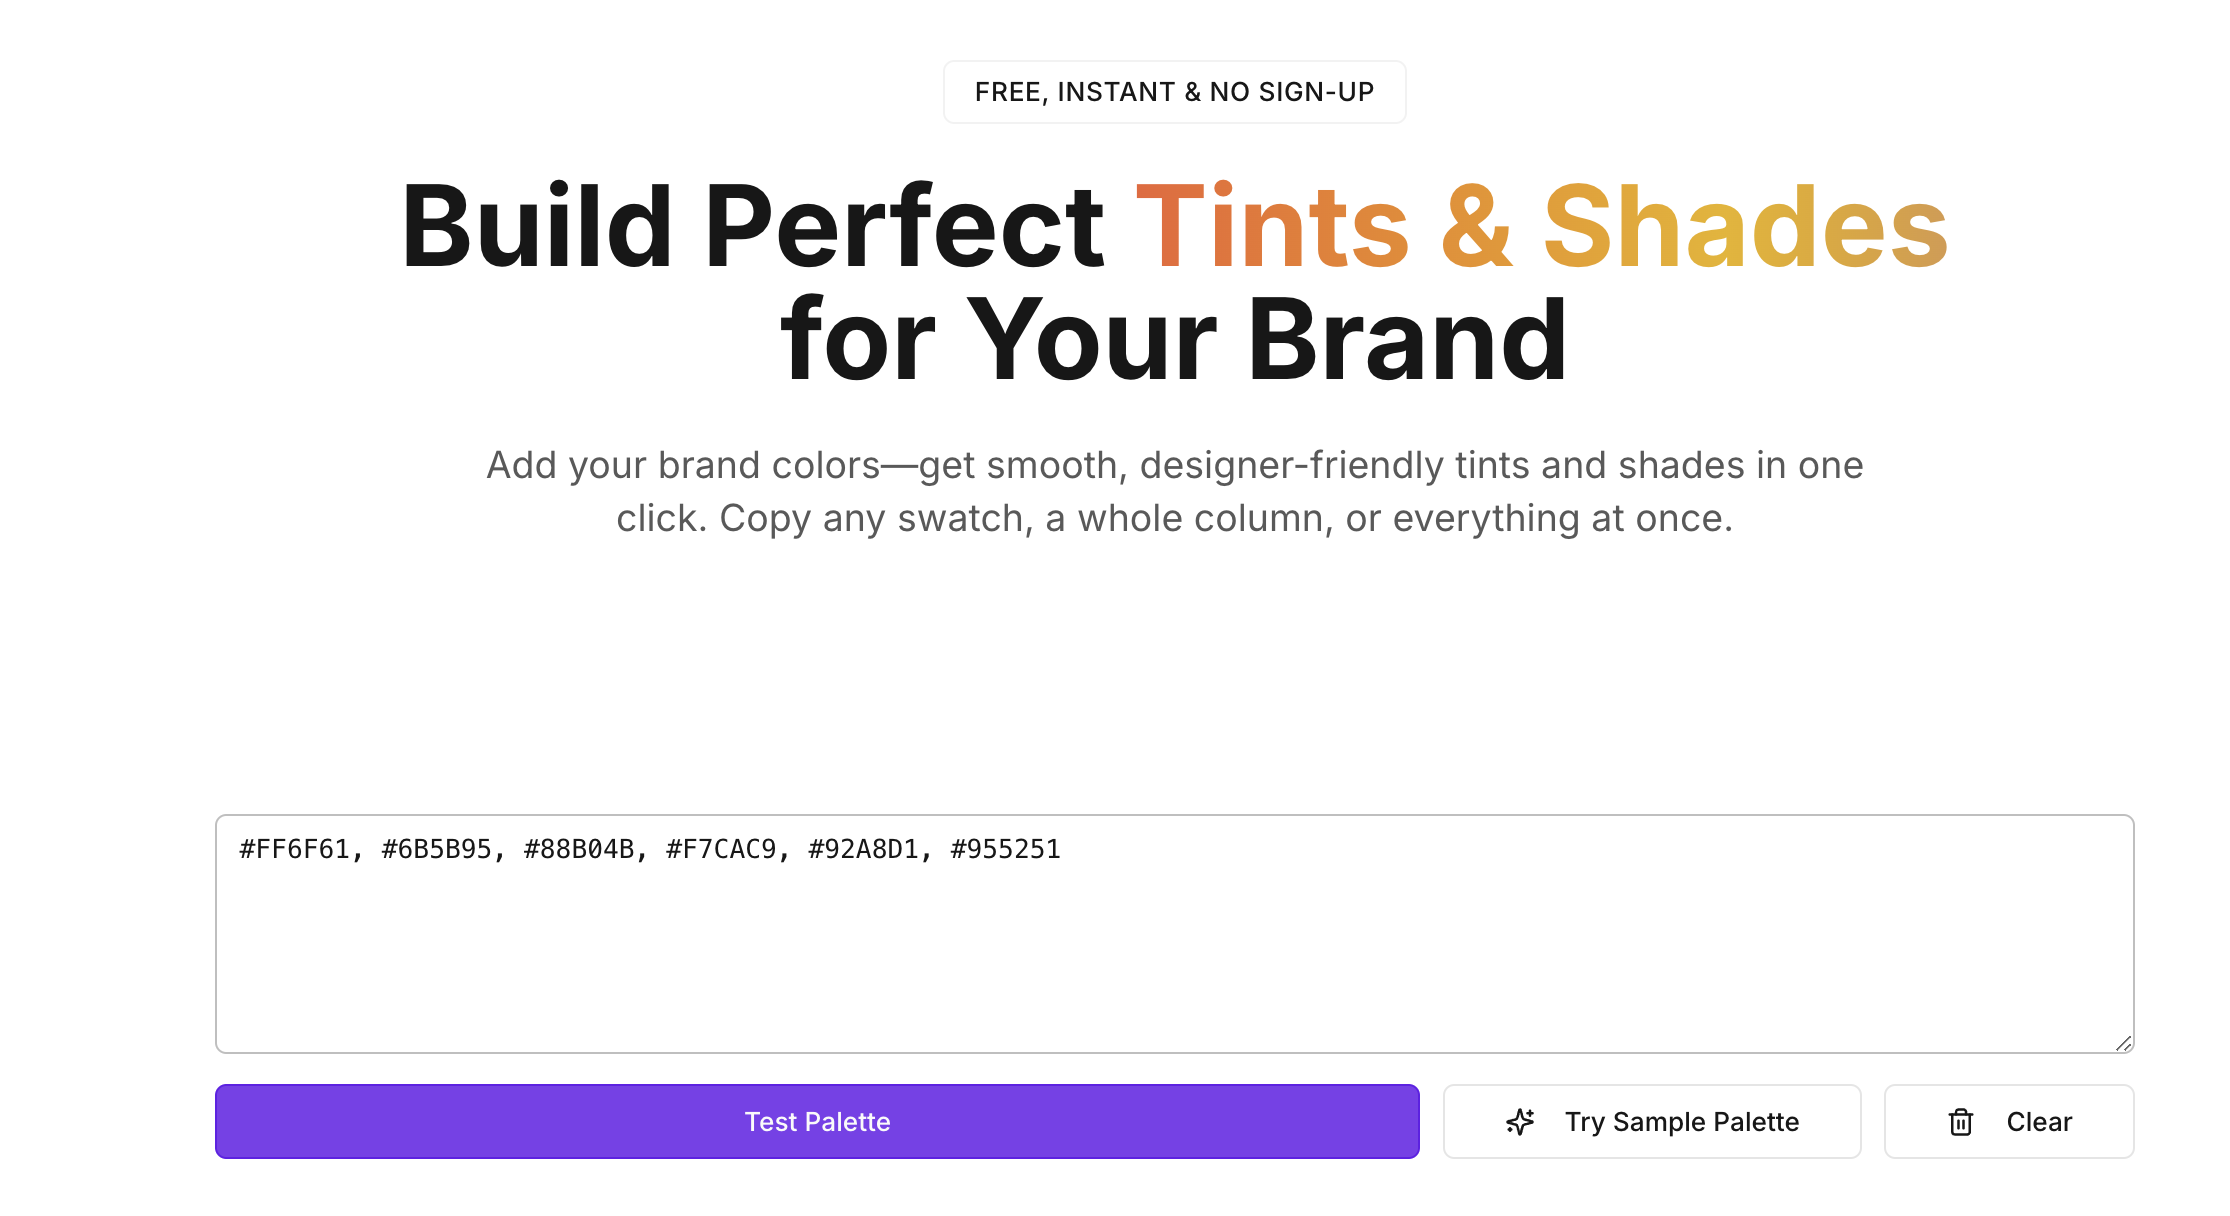 FREE, INSTANT & NO SIGN-UP
Build Perfect Tints & Shades
for Your Brand
Add your brand colors—get smooth, designer-friendly tints and shades in one
click. Copy any swatch, a whole column, or everything at once.
#FF6F61, #6B5B95, #88B04B, #F7CAC9, #92A8D1, #955251
Test Palette
Try Sample Palette
Clear